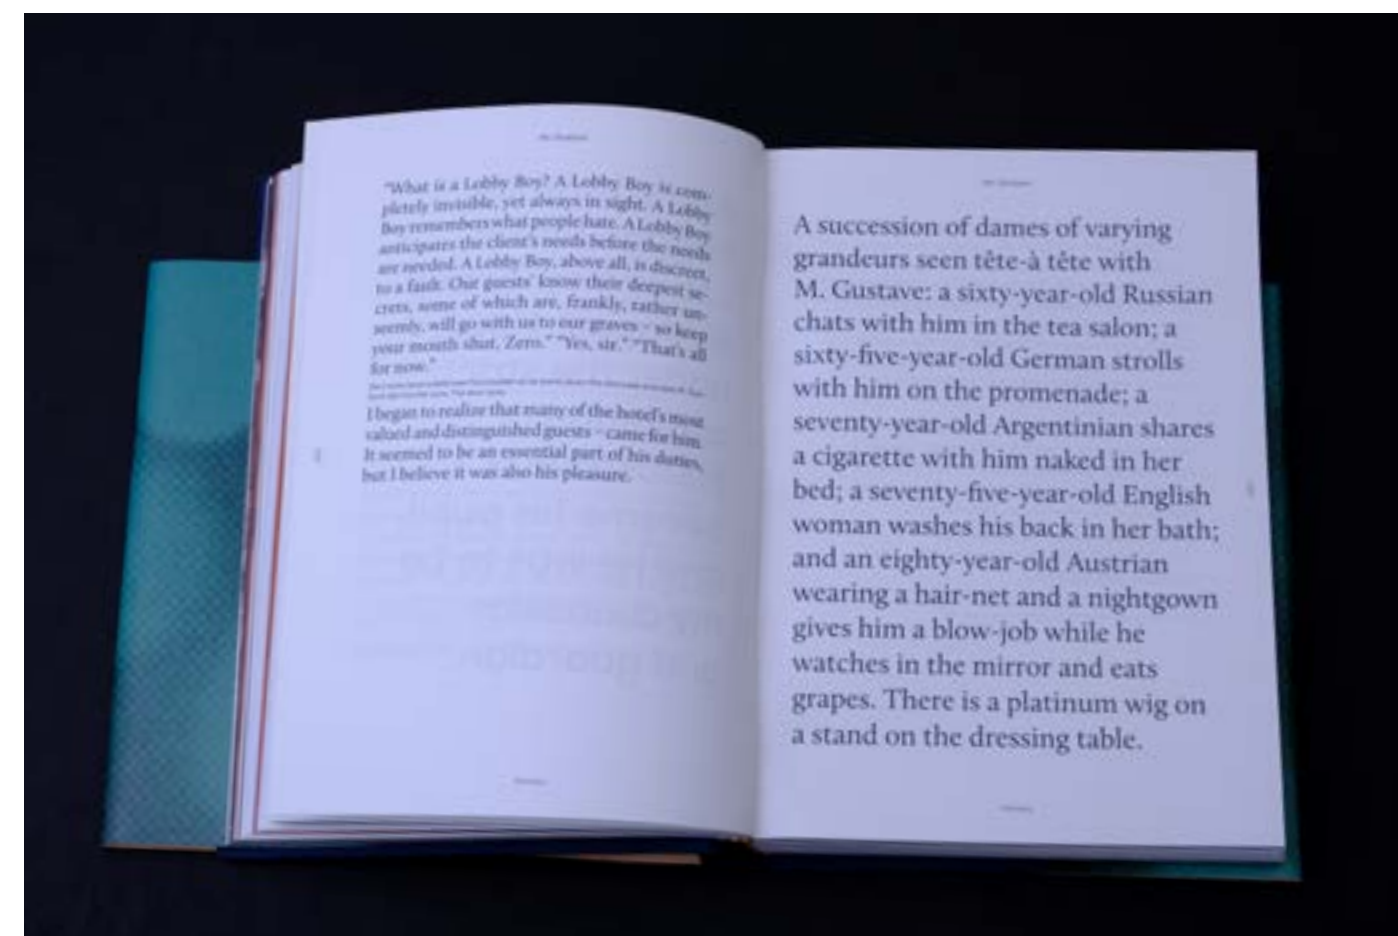 "What is a Lobby Boy? A Lobby Boy is com-
pletely invisible, yet always in sight. A Lobby
Boy remembers what people hate. A Lobby Boy
anticipates the client's needs before the needs
are needed. A Lobby Boy, above all, is discreet,
to a fault. Our guests' know their deepest se-
crets, some of which are, frankly, rather un-
seemly, will go with us to our graves – so keep
your mouth shut, Zero." "Yes, sir." "That's all
for now."
I began to realize that many of the hotel's most
valued and distinguished guests – came for him.
It seemed to be an essential part of his duties,
but I believe it was also his pleasure.
A succession of dames of varying
grandeurs seen tête-à tête with
M. Gustave: a sixty-year-old Russian
chats with him in the tea salon; a
sixty-five-year-old German strolls
with him on the promenade; a
seventy-year-old Argentinian shares
a cigarette with him naked in her
bed; a seventy-five-year-old English
woman washes his back in her bath;
and an eighty-year-old Austrian
wearing a hair-net and a nightgown
gives him a blow-job while he
watches in the mirror and eats
grapes. There is a platinum wig on
a stand on the dressing table.